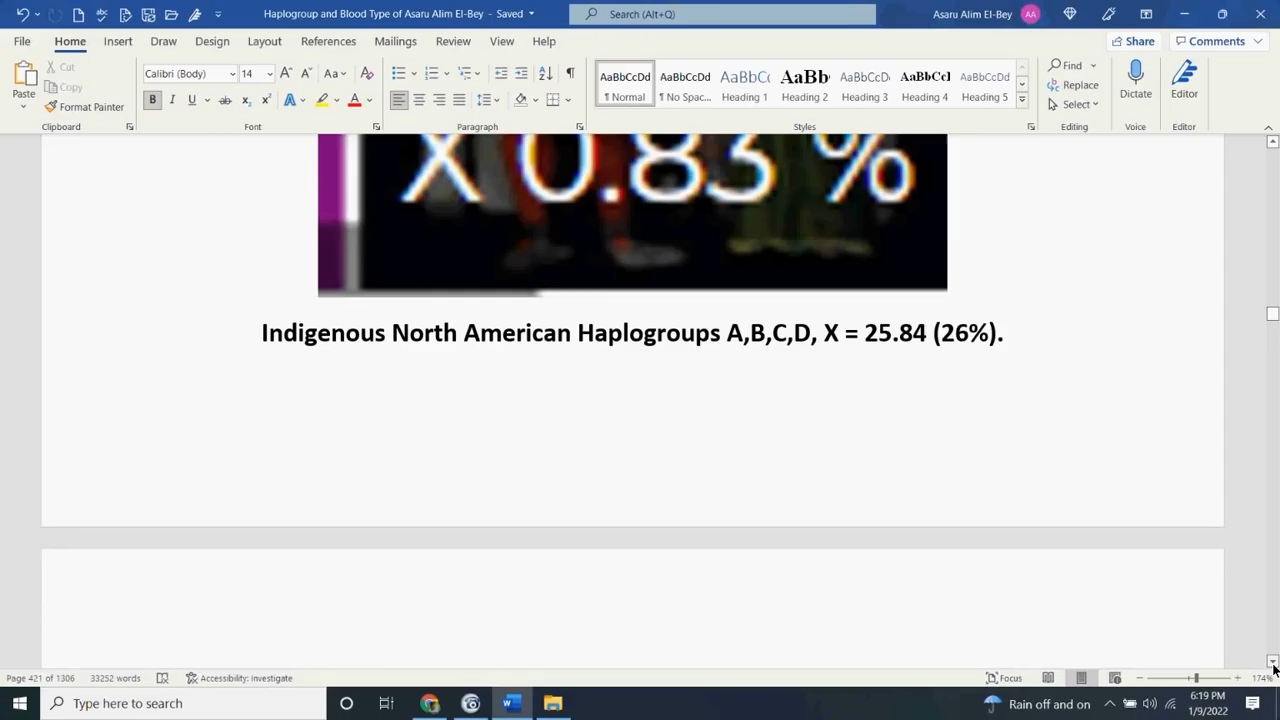 Haplogroup and Blood Type of Asaru Alim El-Bey - Saved
Search (Alt+Q)
Asaru Alim El-Bey
AA
File Home Insert Draw Design Layout References Mailings Review View Help
Share
Comments
Paste
Cut
Copy
Format Painter
Clipboard
Calibri (Body) 14
Font
Paragraph
AaBbCcDd AaBbCcDd AaBbCc AaBb AaBbCcD AaBbCcI AaBbCcDd
¶ Normal ¶ No Spac... Heading 1 Heading 2 Heading 3 Heading 4 Heading 5
Styles
Find
Replace
Select
Editing
Dictate
Voice
Editor
Editor
X 0.83 %
Indigenous North American Haplogroups A,B,C,D, X = 25.84 (26%).
Page 421 of 1306 33252 words Accessibility: investigate
Focus
174%
Type here to search
Rain off and on
6:19 PM
1/9/2022